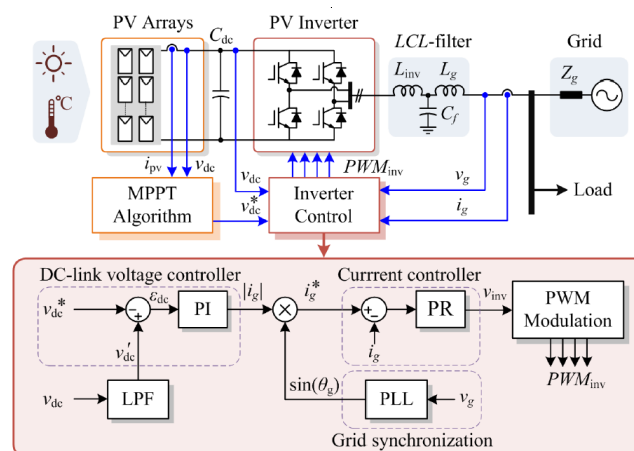 PV Arrays
C_dc
PV Inverter
LCL-filter
Grid
L_inv
L_g
Z_g
C_f
°C
i_pv
v_dc
v_dc
PWM_inv
v_g
MPPT
Algorithm
v_dc*
Inverter
Control
i_g
Load
DC-link voltage controller
|i_g|
i_g*
Currrent controller
v_dc*
ε_dc
PI
PR
v_inv
PWM
Modulation
v_dc′
i_g
PWM_inv
v_dc
LPF
sin(θ_g)
PLL
v_g
Grid synchronization